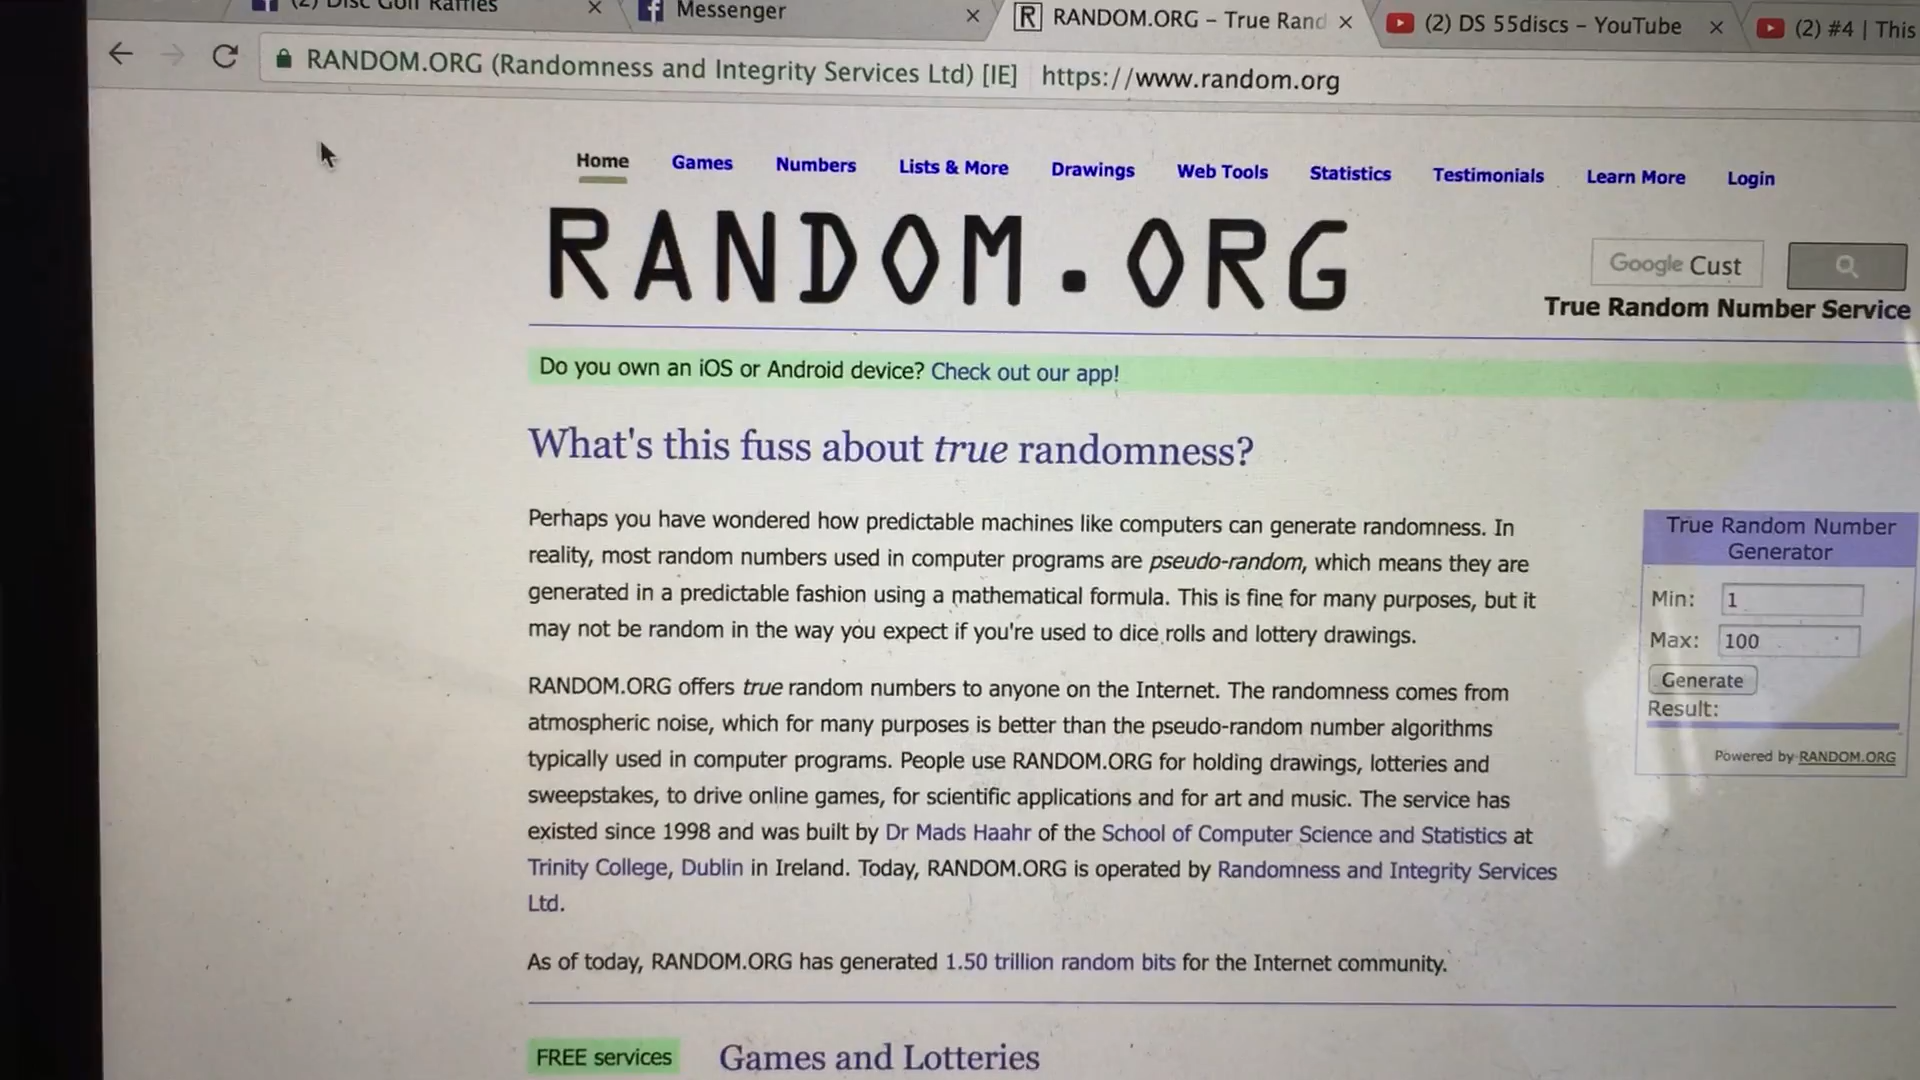 (2) Disc Golf Raffles
Messenger
RANDOM.ORG – True Rand
(2) DS 55discs – YouTube
(2) #4 | This
RANDOM.ORG (Randomness and Integrity Services Ltd) [IE] https://www.random.org
Home Games Numbers Lists & More Drawings Web Tools Statistics Testimonials Learn More Login
RANDOM.ORG
Google Cust
True Random Number Service
Do you own an iOS or Android device? Check out our app!
What's this fuss about true randomness?
Perhaps you have wondered how predictable machines like computers can generate randomness. In
reality, most random numbers used in computer programs are pseudo-random, which means they are
generated in a predictable fashion using a mathematical formula. This is fine for many purposes, but it
may not be random in the way you expect if you're used to dice rolls and lottery drawings.
RANDOM.ORG offers true random numbers to anyone on the Internet. The randomness comes from
atmospheric noise, which for many purposes is better than the pseudo-random number algorithms
typically used in computer programs. People use RANDOM.ORG for holding drawings, lotteries and
sweepstakes, to drive online games, for scientific applications and for art and music. The service has
existed since 1998 and was built by Dr Mads Haahr of the School of Computer Science and Statistics at
Trinity College, Dublin in Ireland. Today, RANDOM.ORG is operated by Randomness and Integrity Services
Ltd.
As of today, RANDOM.ORG has generated 1.50 trillion random bits for the Internet community.
True Random Number
Generator
Min: 1
Max: 100
Generate
Result:
Powered by RANDOM.ORG
FREE services
Games and Lotteries